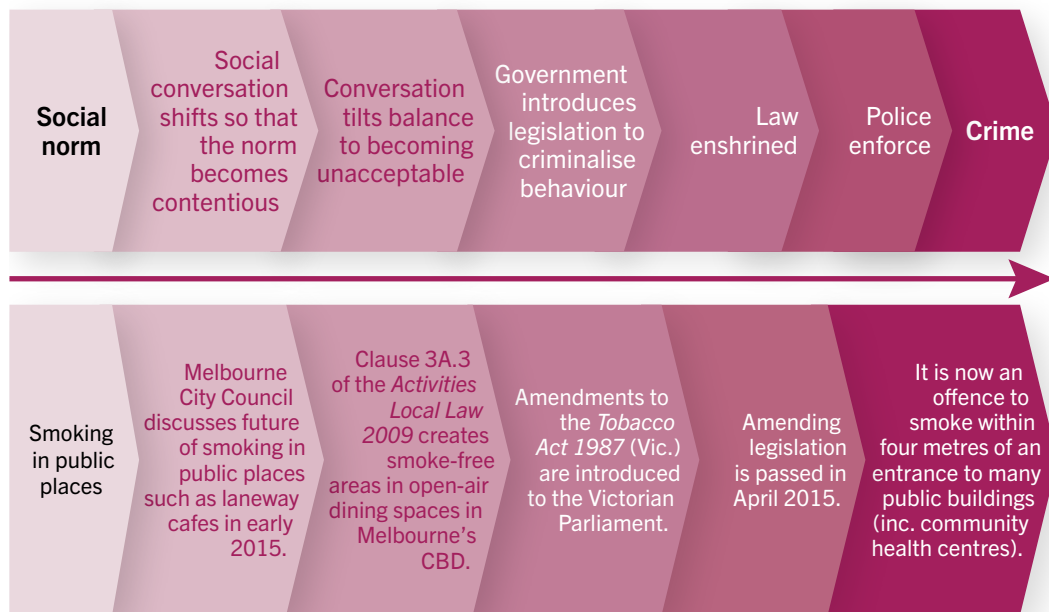 Social
norm
Social
conversation
shifts so that
the norm
becomes
contentious
Conversation
tilts balance
to becoming
unacceptable
Government
introduces
legislation to
criminalise
behaviour
Law
enshrined
Police
enforce
Crime
Smoking
in public
places
Melbourne
City Council
discusses future
of smoking in
public places
such as laneway
cafes in early
2015.
Clause 3A.3
of the Activities
Local Law
2009 creates
smoke-free
areas in open-air
dining spaces in
Melbourne’s
CBD.
Amendments to
the Tobacco
Act 1987 (Vic.)
are introduced
to the Victorian
Parliament.
Amending
legislation
is passed in
April 2015.
It is now an
offence to
smoke within
four metres of an
entrance to many
public buildings
(inc. community
health centres).